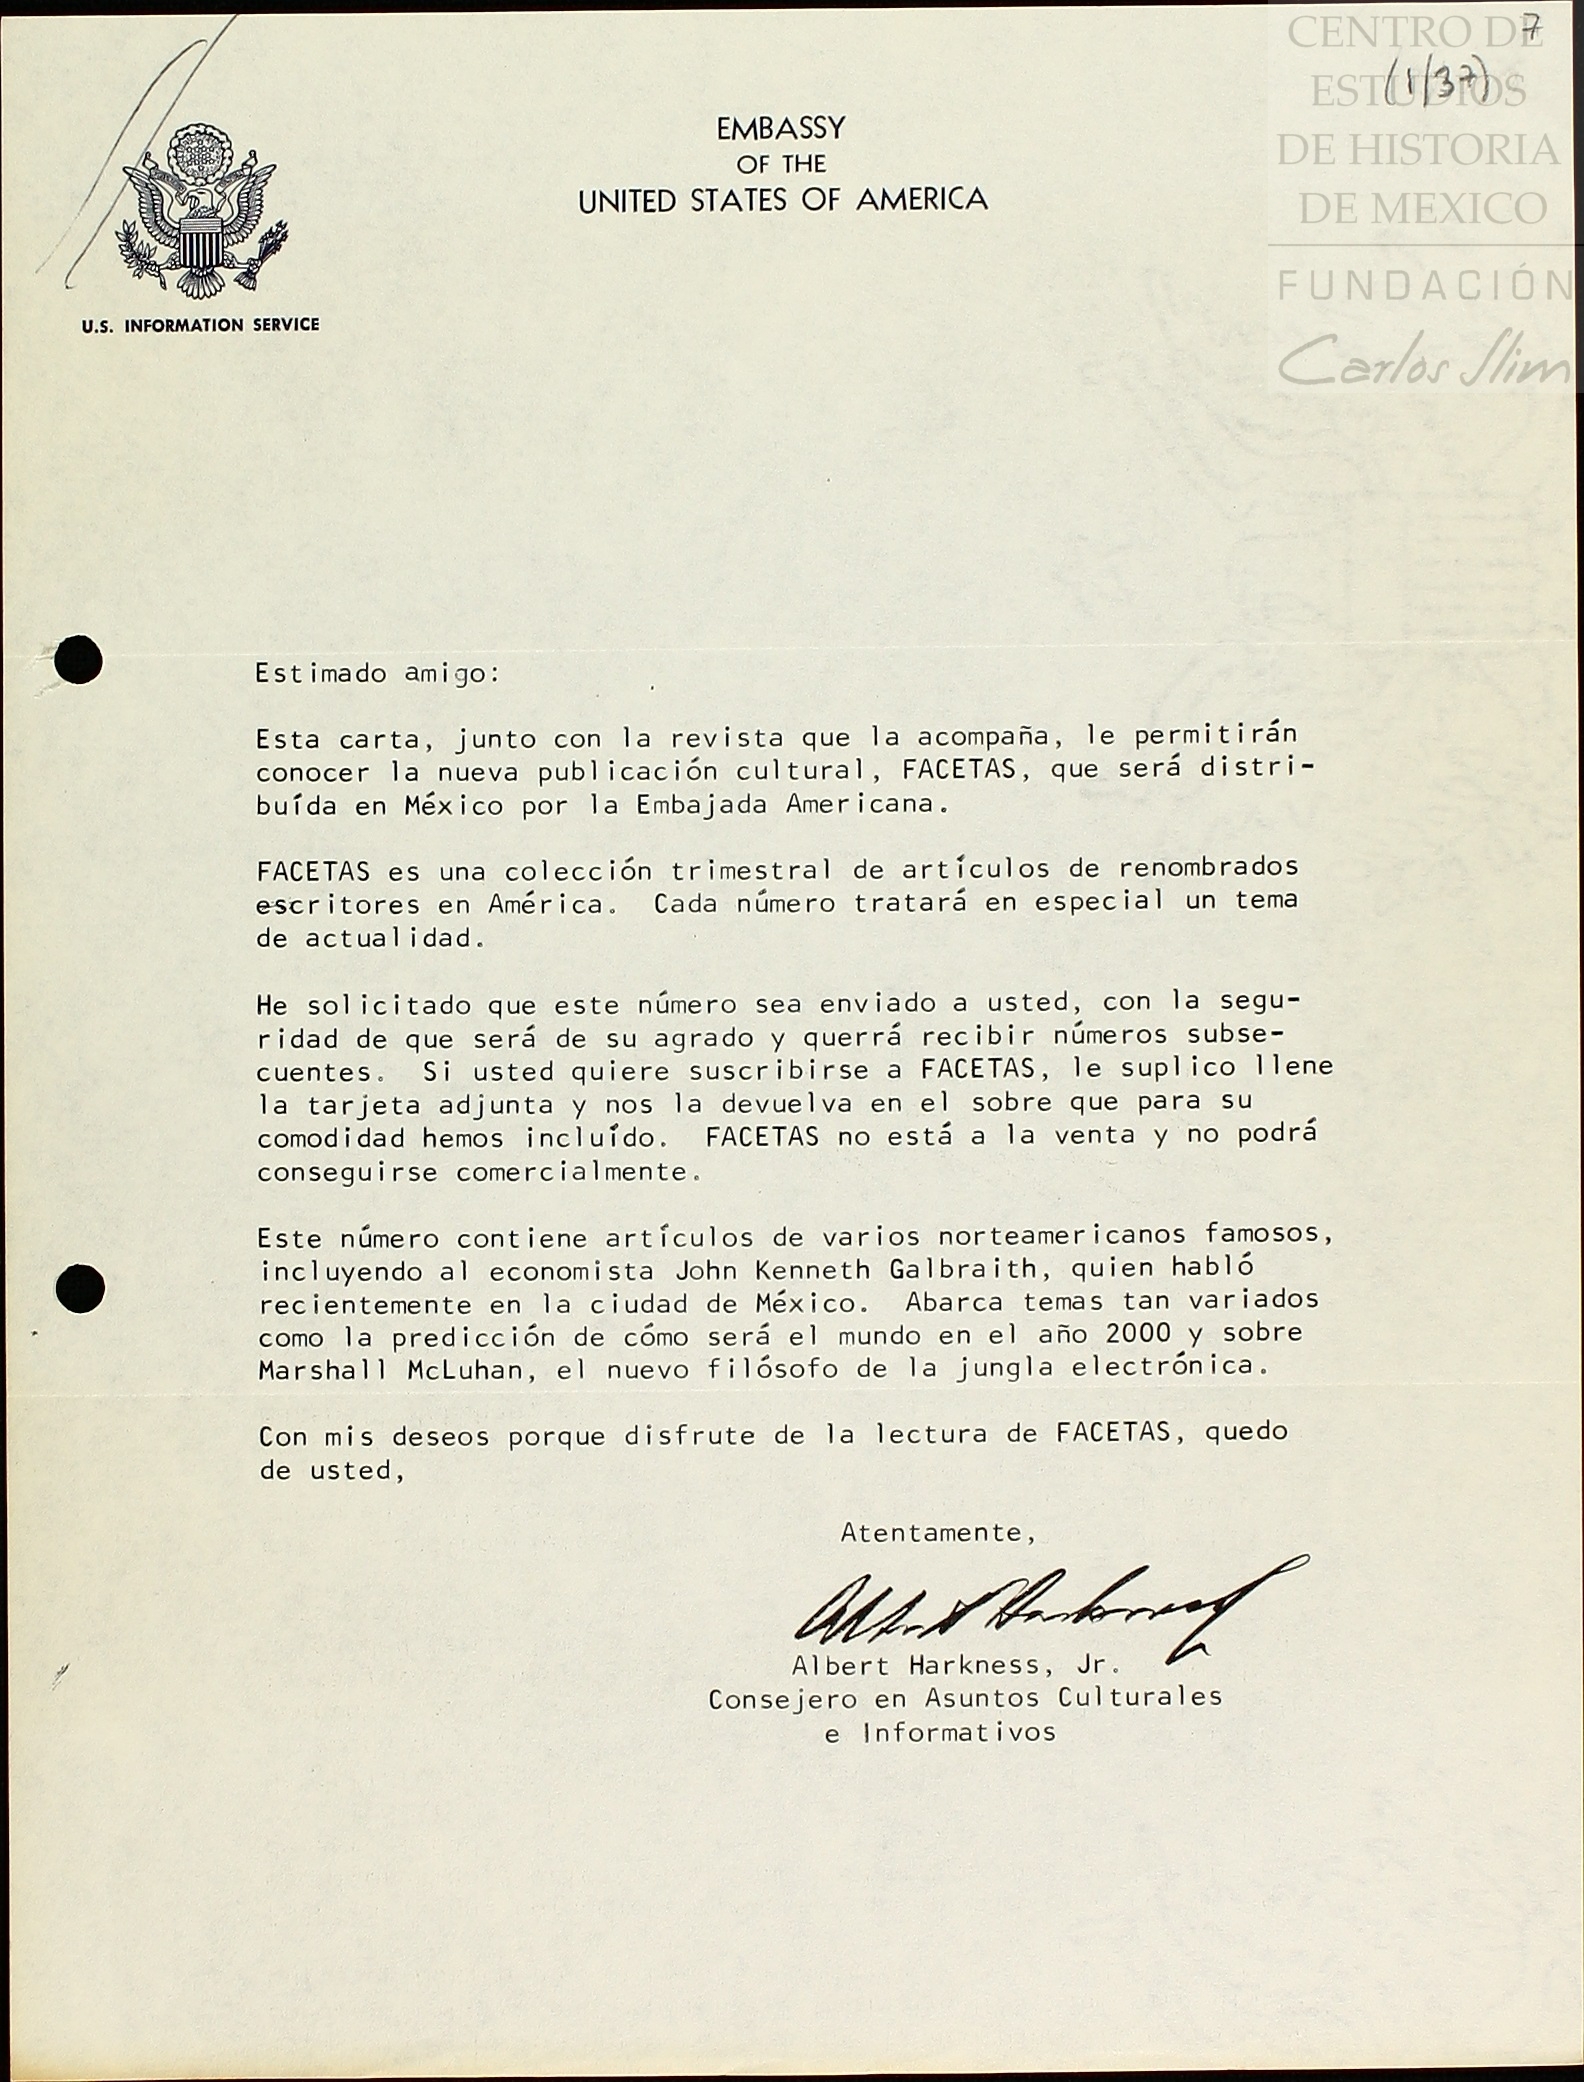 7
(1/37)
CENTRO DE
ESTUDIOS
DE HISTORIA
DE MEXICO
FUNDACIÓN
Carlos Slim
EMBASSY
OF THE
UNITED STATES OF AMERICA
U.S. INFORMATION SERVICE
Estimado amigo:
Esta carta, junto con la revista que la acompaña, le permitirán
conocer la nueva publicación cultural, FACETAS, que será distri-
buída en México por la Embajada Americana.
FACETAS es una colección trimestral de artículos de renombrados
escritores en América. Cada número tratará en especial un tema
de actualidad.
He solicitado que este número sea enviado a usted, con la segu-
ridad de que será de su agrado y querrá recibir números subse-
cuentes. Si usted quiere suscribirse a FACETAS, le suplico llene
la tarjeta adjunta y nos la devuelva en el sobre que para su
comodidad hemos incluído. FACETAS no está a la venta y no podrá
conseguirse comercialmente.
Este número contiene artículos de varios norteamericanos famosos,
incluyendo al economista John Kenneth Galbraith, quien habló
recientemente en la ciudad de México. Abarca temas tan variados
como la predicción de cómo será el mundo en el año 2000 y sobre
Marshall McLuhan, el nuevo filósofo de la jungla electrónica.
Con mis deseos porque disfrute de la lectura de FACETAS, quedo
de usted,
Atentamente,
Albert Harkness
Albert Harkness, Jr.
Consejero en Asuntos Culturales
e Informativos